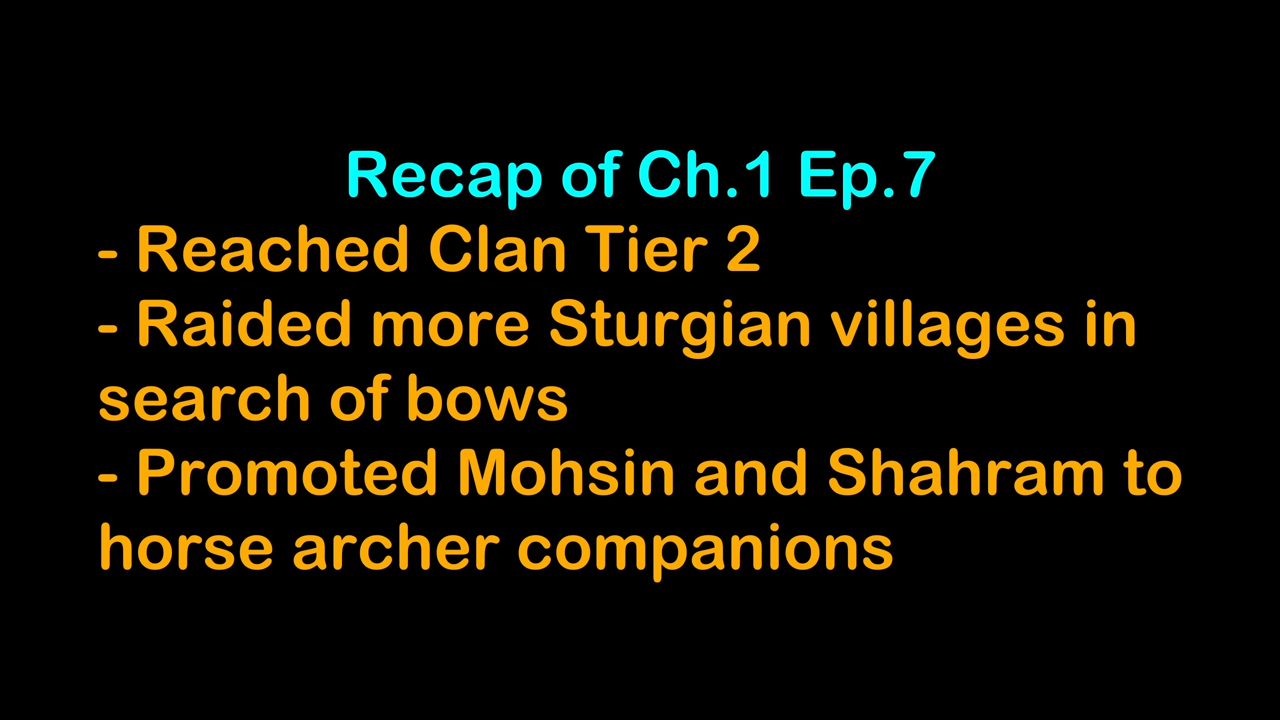 Recap of Ch.1 Ep.7
- Reached Clan Tier 2
- Raided more Sturgian villages in
search of bows
- Promoted Mohsin and Shahram to
horse archer companions